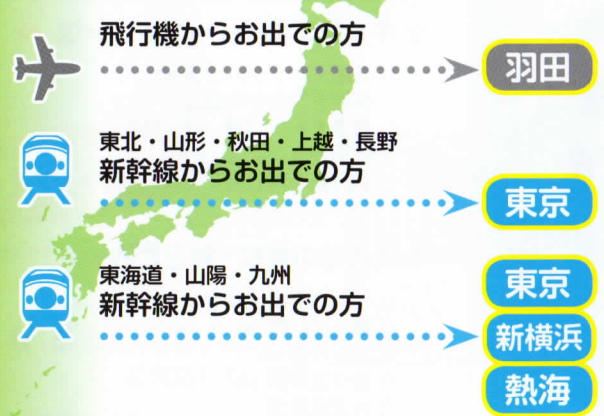 飛行機からお出での方
羽田
東北・山形・秋田・上越・長野
新幹線からお出での方
東京
東海道・山陽・九州
新幹線からお出での方
東京
新横浜
熱海